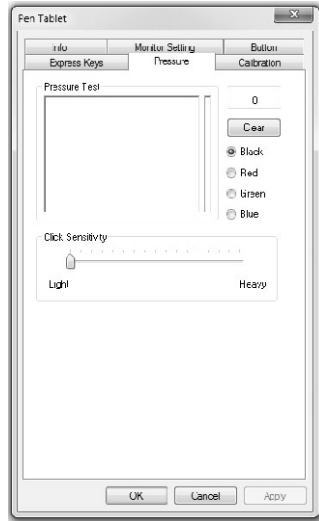 Pen Tablet
Info Monitor Setting Button
Express Keys Pressure Calibration
Pressure Test
0
Clear
Black
Red
Green
Blue
Click Sensitivity
Light Heavy
OK Cancel Apply